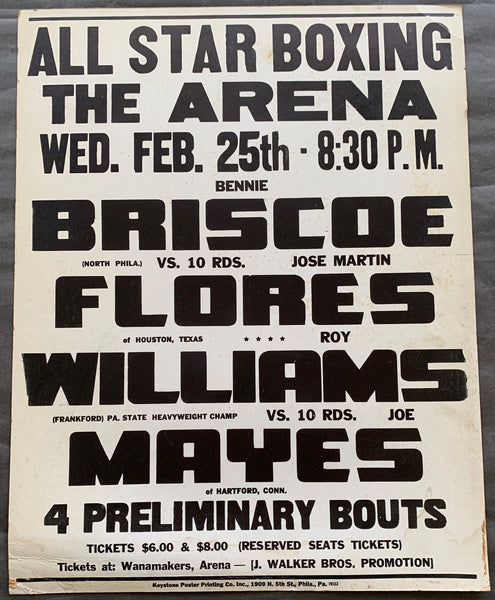 ALL STAR BOXING
THE ARENA
WED. FEB. 25th - 8:30 P.M.
BENNIE
BRISCOE
(NORTH PHILA.) VS. 10 RDS. JOSE MARTIN
FLORES
of HOUSTON, TEXAS * * * * ROY
WILLIAMS
(FRANKFORD) PA. STATE HEAVYWEIGHT CHAMP VS. 10 RDS. JOE
MAYES
of HARTFORD, CONN.
4 PRELIMINARY BOUTS
TICKETS $6.00 & $8.00 (RESERVED SEATS TICKETS)
Tickets at: Wanamakers, Arena — [J. WALKER BROS. PROMOTION]
Keystone Poster Printing Co. Inc., 1909 N. 5th St., Phila., Pa.